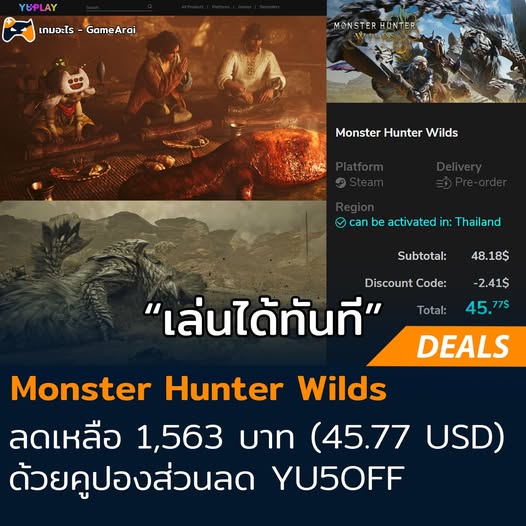 YUPLAY
Search
All Products
Platforms
Games
Bestsellers
เกมอะไร - GameArai
MONSTER HUNTER
WILDS
Monster Hunter Wilds
Platform
Delivery
Steam
Pre-order
Region
can be activated in: Thailand
Subtotal: 48.18$
Discount Code: -2.41$
Total: 45.77$
“เล่นได้ทันที”
DEALS
Monster Hunter Wilds
ลดเหลือ 1,563 บาท (45.77 USD)
ด้วยคูปองส่วนลด YU5OFF